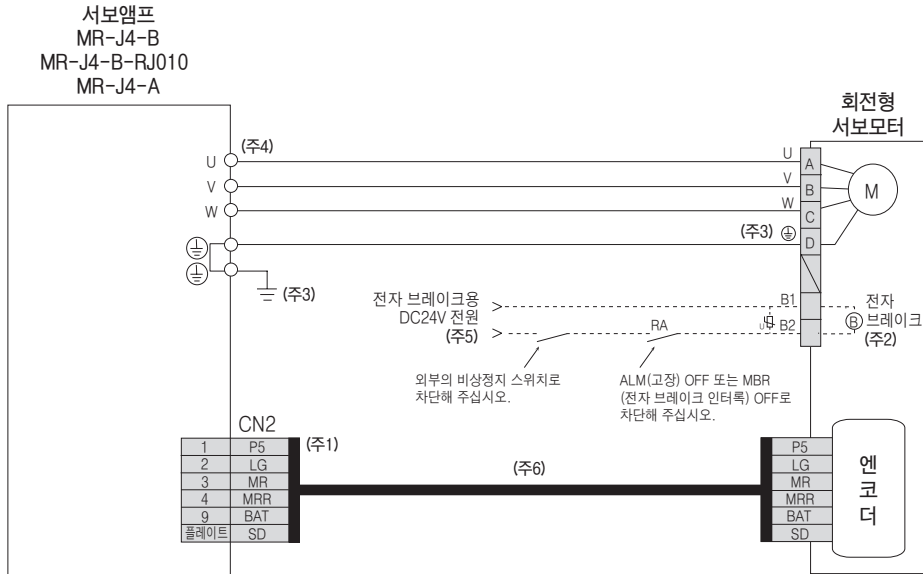 서보앰프
MR-J4-B
MR-J4-B-RJ010
MR-J4-A
회전형
서보모터
U
(주4)
U
A
V
V
B
M
W
W
C
(주3)
D
(주3)
전자 브레이크용
DC24V 전원
(주5)
RA
B1
U
B2
B
전자
브레이크
(주2)
외부의 비상정지 스위치로
차단해 주십시오.
ALM(고장) OFF 또는 MBR
(전자 브레이크 인터록) OFF로
차단해 주십시오.
CN2
(주1)
1 P5
2 LG
3 MR
4 MRR
9 BAT
플레이트 SD
(주6)
P5
LG
MR
MRR
BAT
SD
엔
코
더